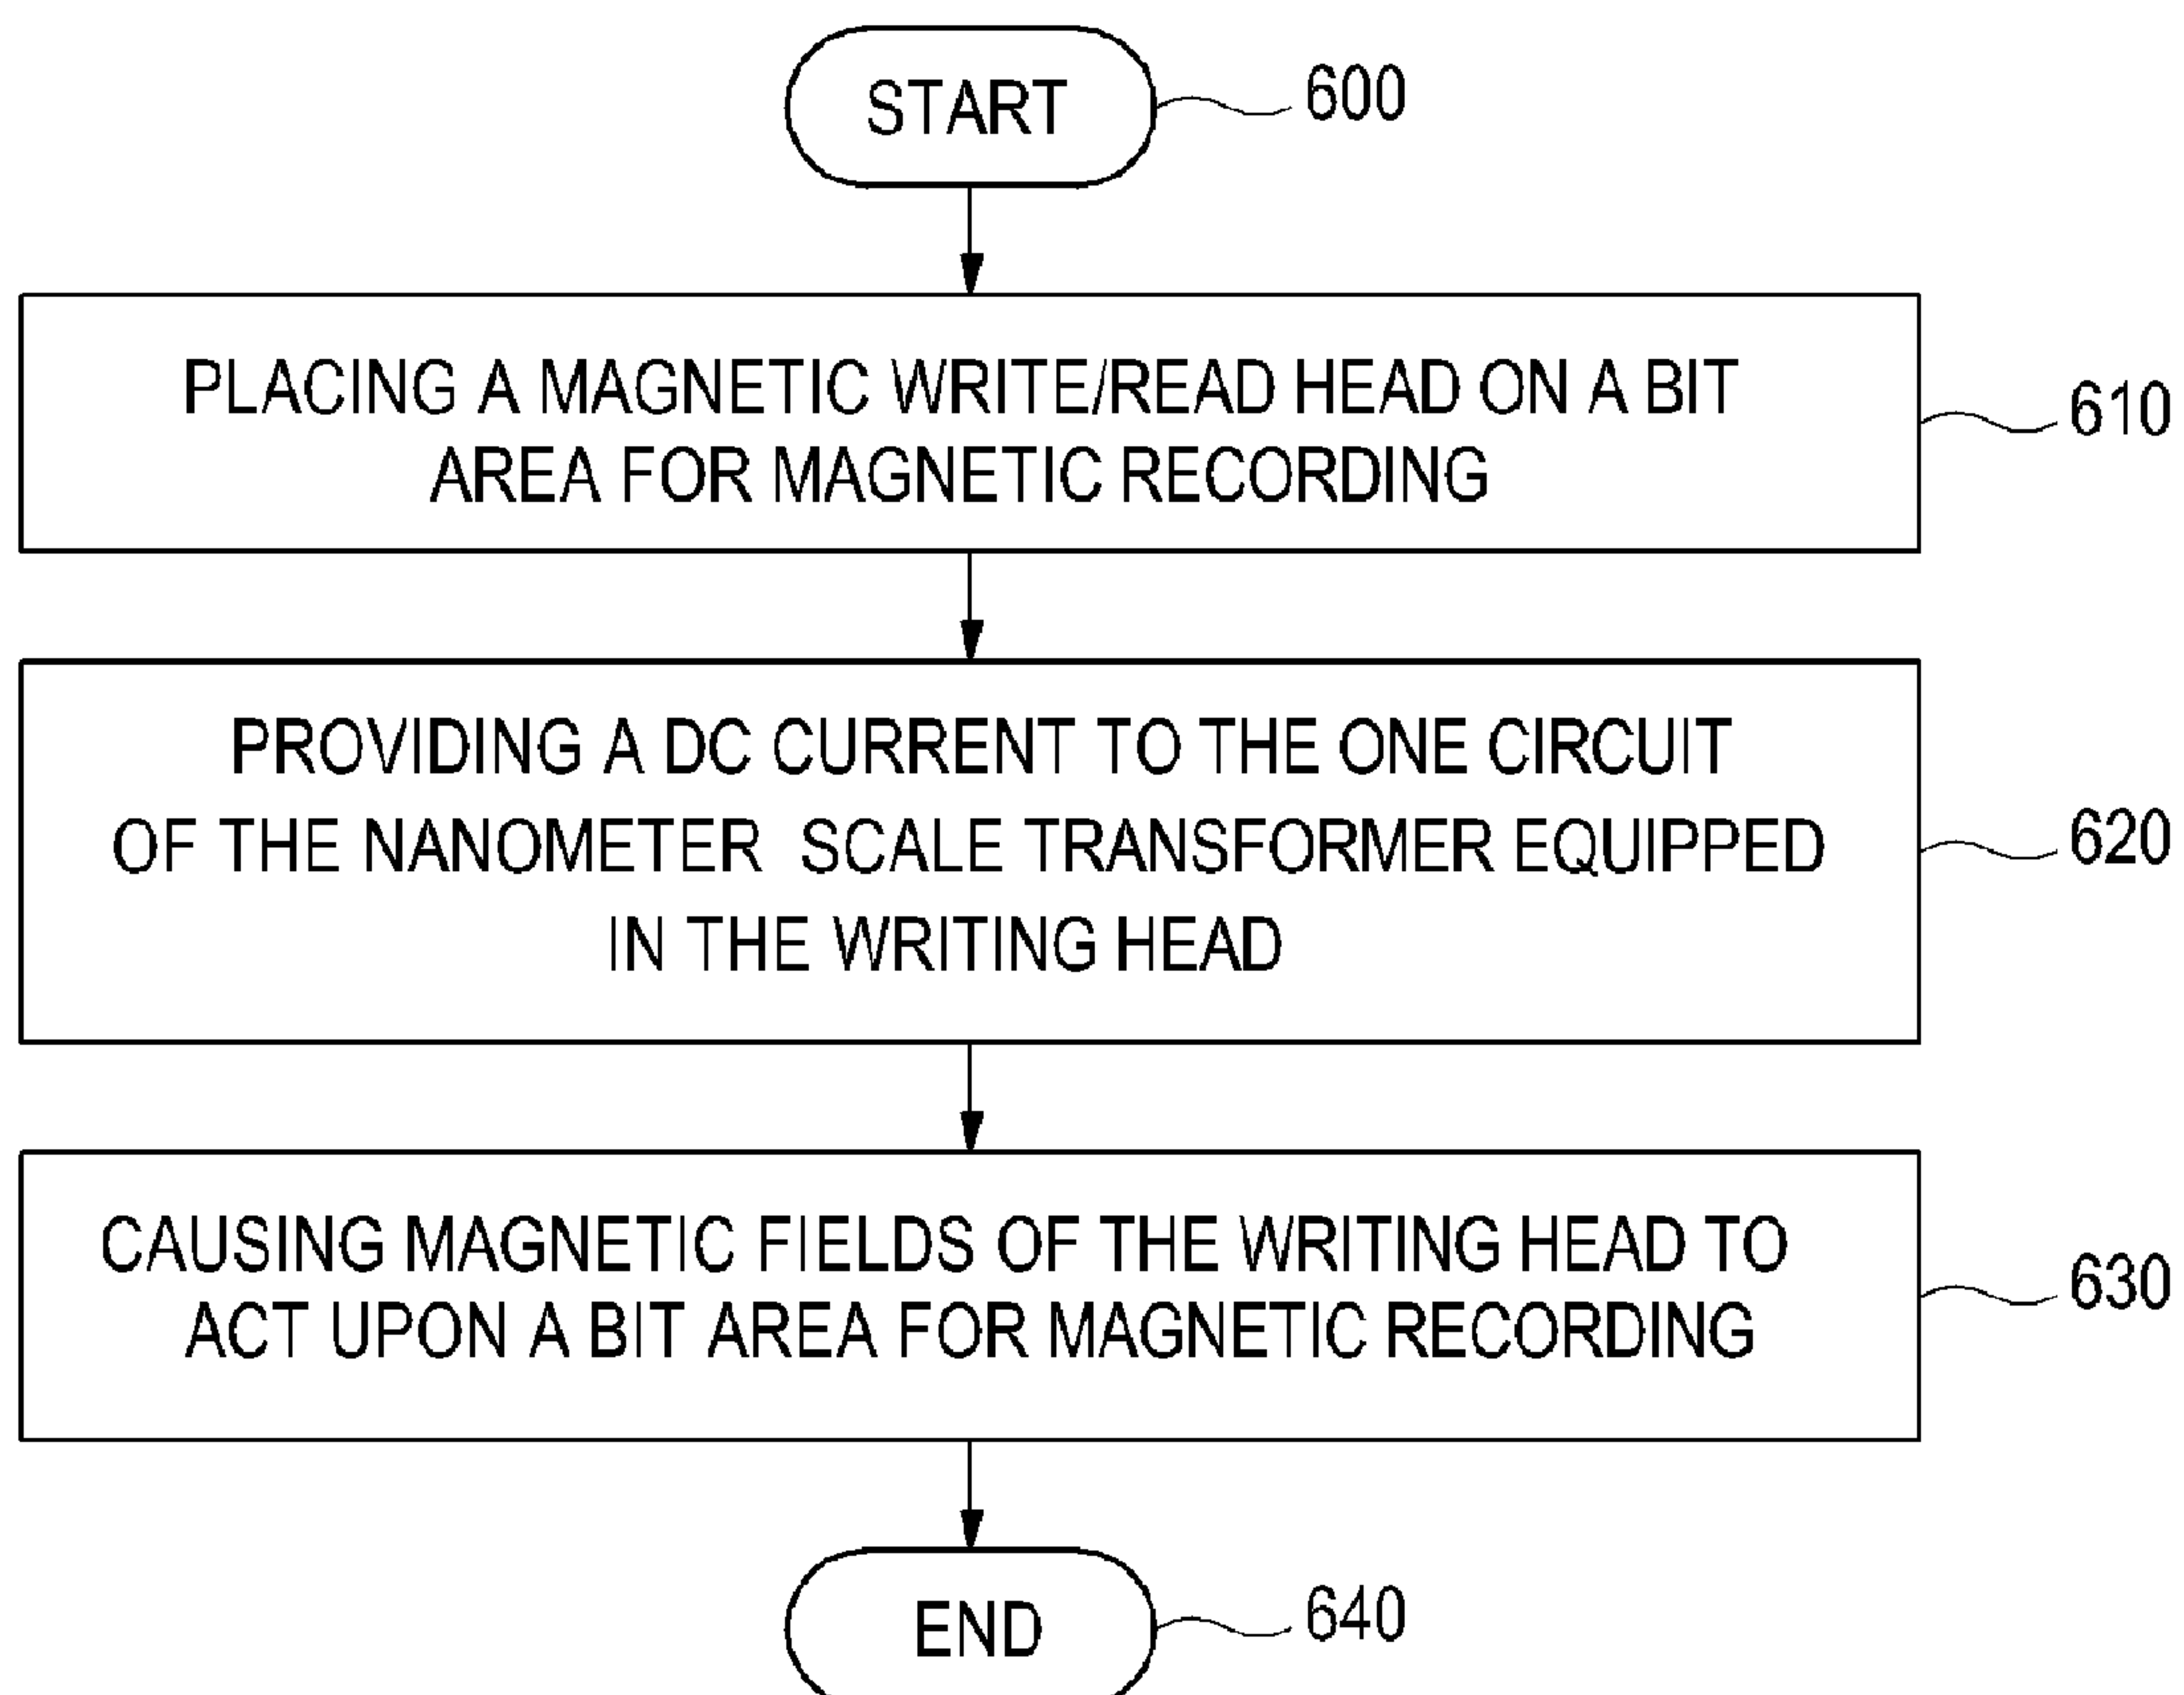 START
600
PLACING A MAGNETIC WRITE/READ HEAD ON A BIT
AREA FOR MAGNETIC RECORDING
610
PROVIDING A DC CURRENT TO THE ONE CIRCUIT
OF THE NANOMETER SCALE TRANSFORMER EQUIPPED
IN THE WRITING HEAD
620
CAUSING MAGNETIC FIELDS OF THE WRITING HEAD TO
ACT UPON A BIT AREA FOR MAGNETIC RECORDING
630
END
640